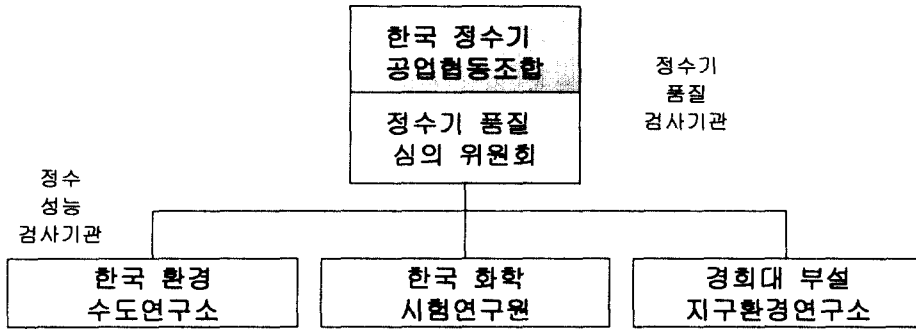 한국 정수기
공업협동조합
정수기 품질
심의 위원회
정수기
품질
검사기관
정수
성능
검사기관
한국 환경
수도연구소
한국 화학
시험연구원
경희대 부설
지구환경연구소